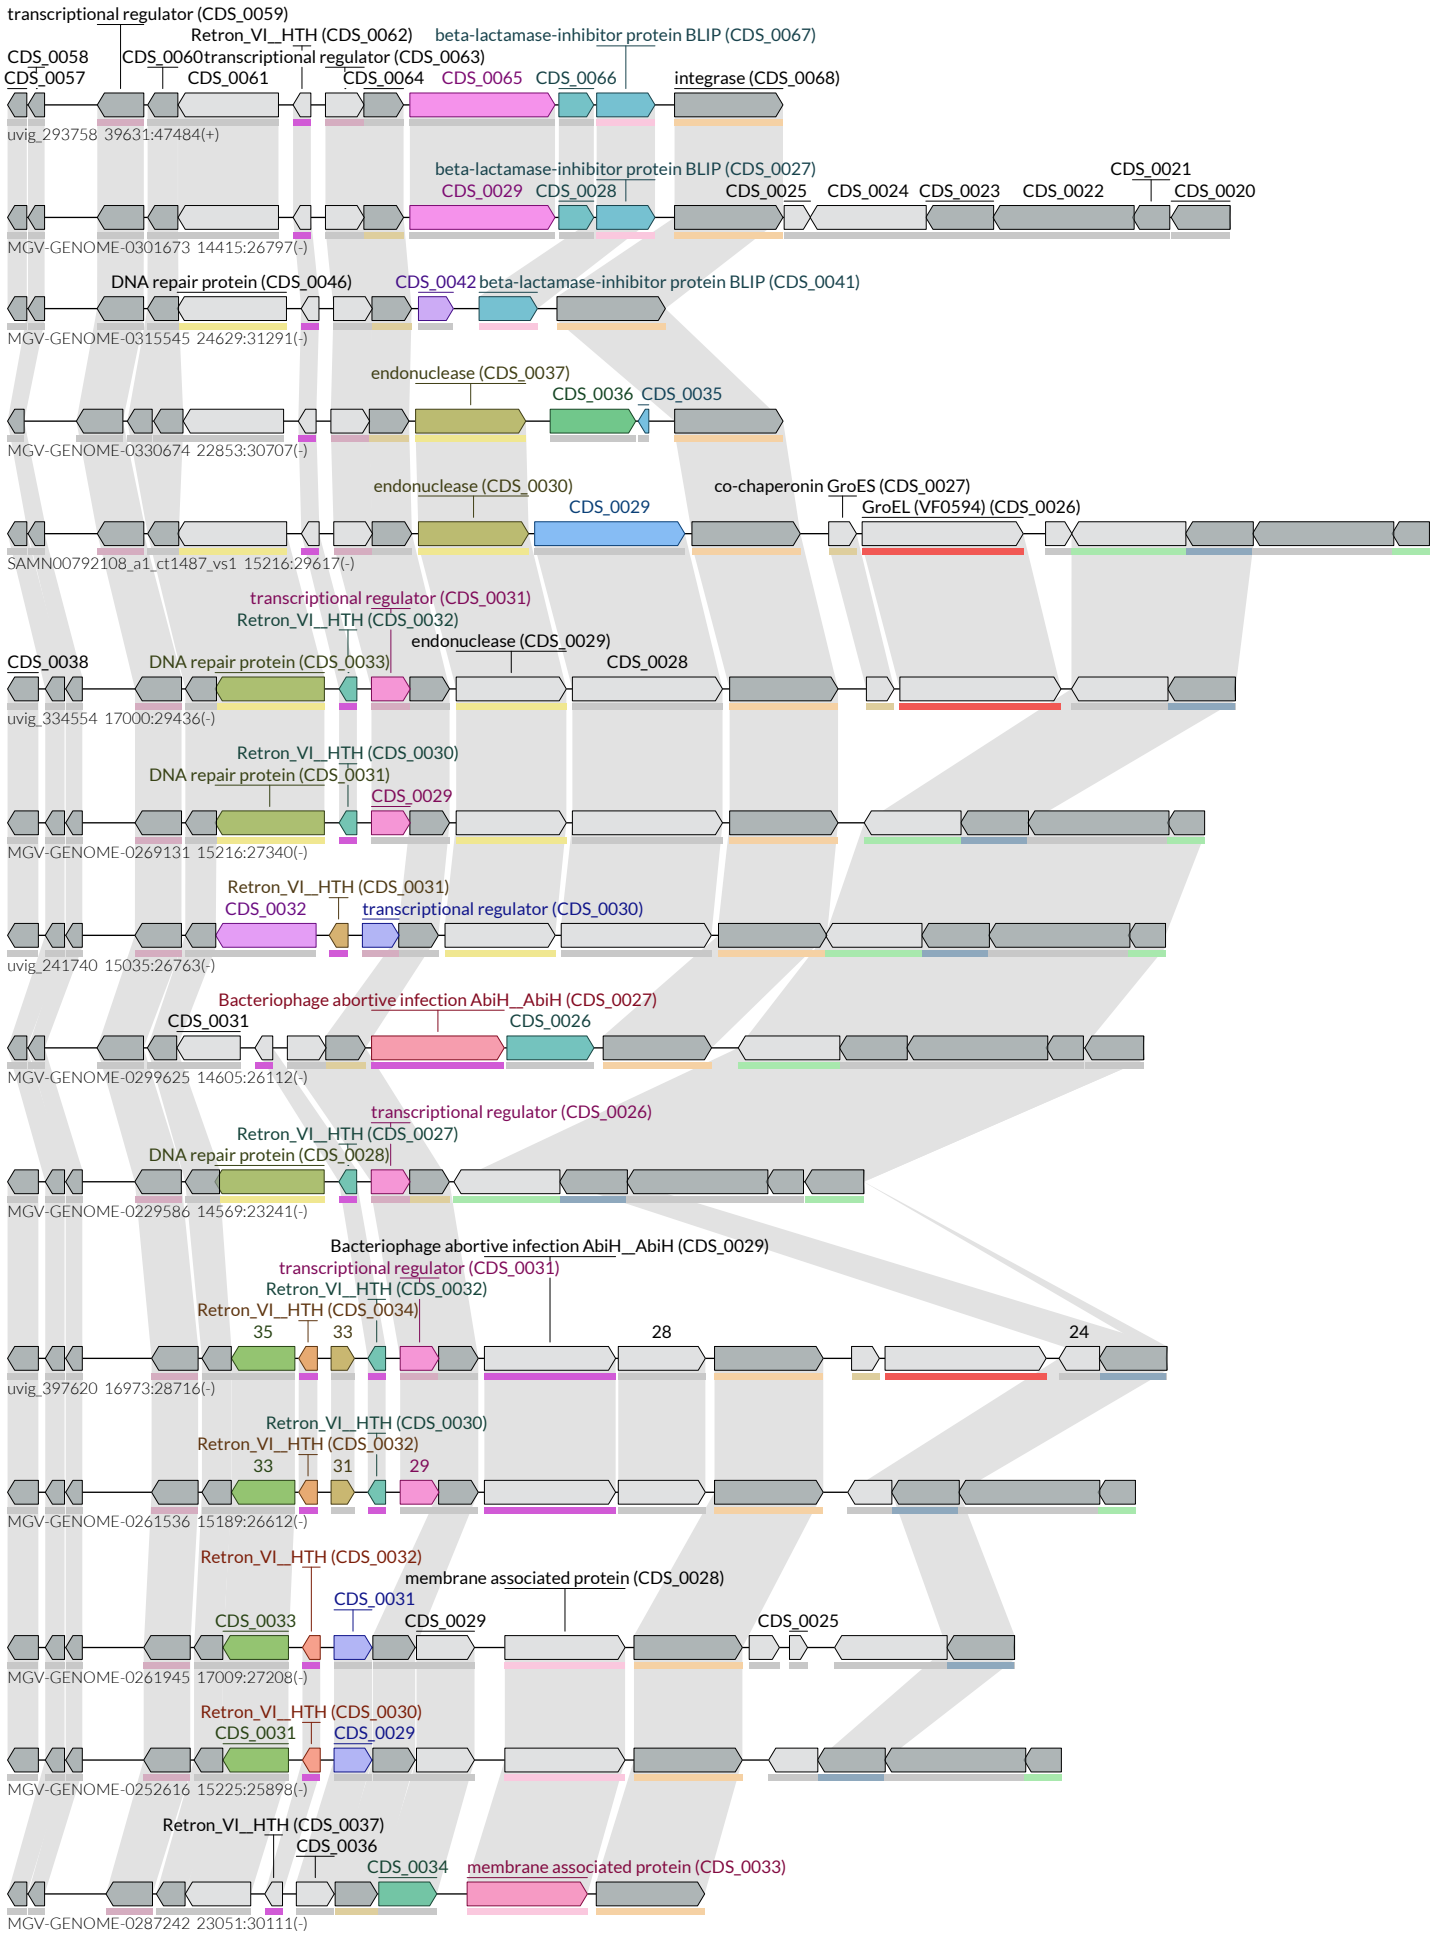 transcriptional regulator (CDS_0059)
Retron_VI__HTH (CDS_0062) beta-lactamase-inhibitor protein BLIP (CDS_0067)
CDS_0058 CDS_0060 transcriptional regulator (CDS_0063)
CDS_0057 CDS_0061 CDS_0064 CDS_0065 CDS_0066 integrase (CDS_0068)
uvig_293758 39631:47484(+)
beta-lactamase-inhibitor protein BLIP (CDS_0027) CDS_0021
CDS_0029 CDS_0028 CDS_0025 CDS_0024 CDS_0023 CDS_0022 CDS_0020
MGV-GENOME-0301673 14415:26797(-)
DNA repair protein (CDS_0046) CDS_0042 beta-lactamase-inhibitor protein BLIP (CDS_0041)
MGV-GENOME-0315545 24629:31291(-)
endonuclease (CDS_0037)
CDS_0036 CDS_0035
MGV-GENOME-0330674 22853:30707(-)
endonuclease (CDS_0030) co-chaperonin GroES (CDS_0027)
CDS_0029 GroEL (VF0594) (CDS_0026)
SAMN00792108_a1_ct1487_vs1 15216:29617(-)
transcriptional regulator (CDS_0031)
Retron_VI__HTH (CDS_0032)
endonuclease (CDS_0029)
CDS_0038 DNA repair protein (CDS_0033) CDS_0028
uvig_334554 17000:29436(-)
Retron_VI__HTH (CDS_0030)
DNA repair protein (CDS_0031)
CDS_0029
MGV-GENOME-0269131 15216:27340(-)
Retron_VI__HTH (CDS_0031)
CDS_0032 transcriptional regulator (CDS_0030)
uvig_241740 15035:26763(-)
Bacteriophage abortive infection AbiH__AbiH (CDS_0027)
CDS_0031 CDS_0026
MGV-GENOME-0299625 14605:26112(-)
transcriptional regulator (CDS_0026)
Retron_VI__HTH (CDS_0027)
DNA repair protein (CDS_0028)
MGV-GENOME-0229586 14569:23241(-)
Bacteriophage abortive infection AbiH__AbiH (CDS_0029)
transcriptional regulator (CDS_0031)
Retron_VI__HTH (CDS_0032)
Retron_VI__HTH (CDS_0034)
35 33 28 24
uvig_397620 16973:28716(-)
Retron_VI__HTH (CDS_0030)
Retron_VI__HTH (CDS_0032)
33 31 29
MGV-GENOME-0261536 15189:26612(-)
Retron_VI__HTH (CDS_0032)
membrane associated protein (CDS_0028)
CDS_0031
CDS_0033 CDS_0029 CDS_0025
MGV-GENOME-0261945 17009:27208(-)
Retron_VI__HTH (CDS_0030)
CDS_0031 CDS_0029
MGV-GENOME-0252616 15225:25898(-)
Retron_VI__HTH (CDS_0037)
CDS_0036
CDS_0034 membrane associated protein (CDS_0033)
MGV-GENOME-0287242 23051:30111(-)